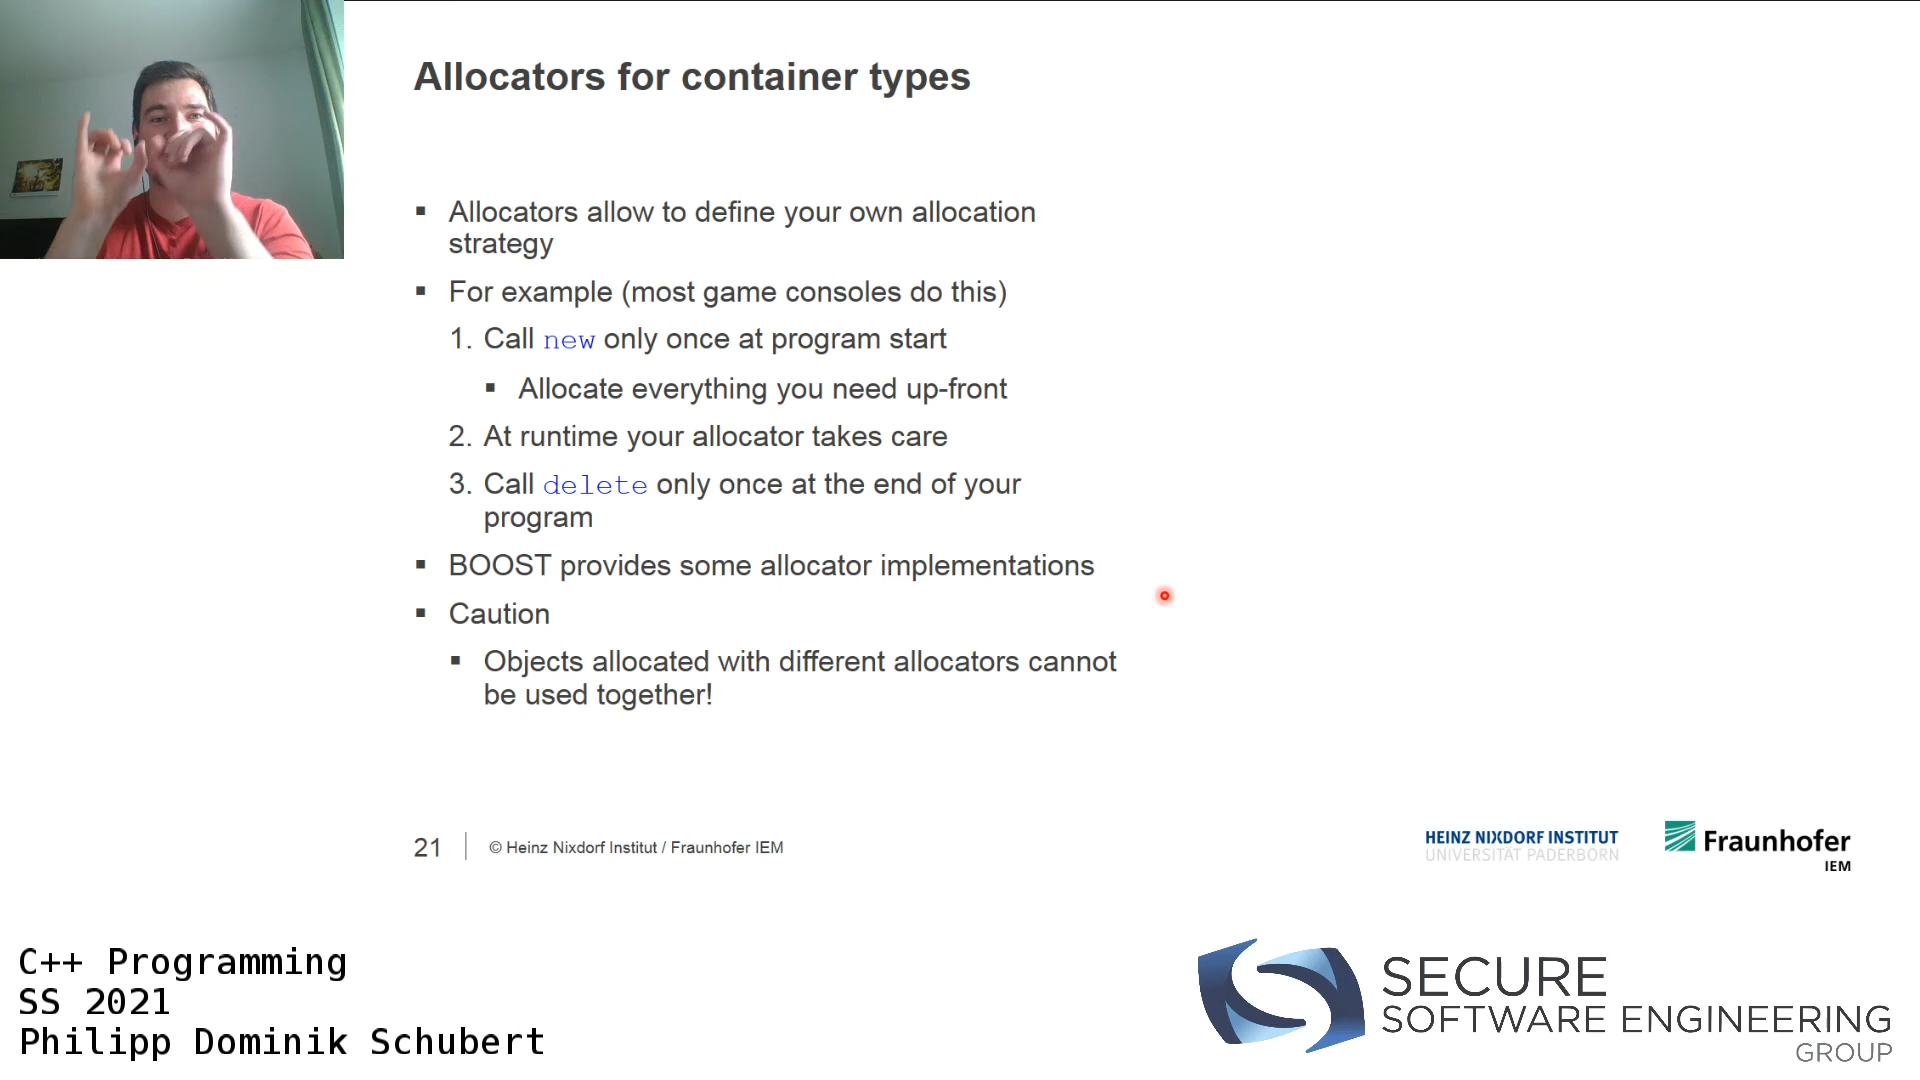 Allocators for container types
▪ Allocators allow to define your own allocation
strategy
▪ For example (most game consoles do this)
1. Call new only once at program start
▪ Allocate everything you need up-front
2. At runtime your allocator takes care
3. Call delete only once at the end of your
program
▪ BOOST provides some allocator implementations
▪ Caution
▪ Objects allocated with different allocators cannot
be used together!
21
© Heinz Nixdorf Institut / Fraunhofer IEM
HEINZ NIXDORF INSTITUT
UNIVERSITÄT PADERBORN
Fraunhofer
IEM
C++ Programming
SS 2021
Philipp Dominik Schubert
SECURE
SOFTWARE ENGINEERING
GROUP